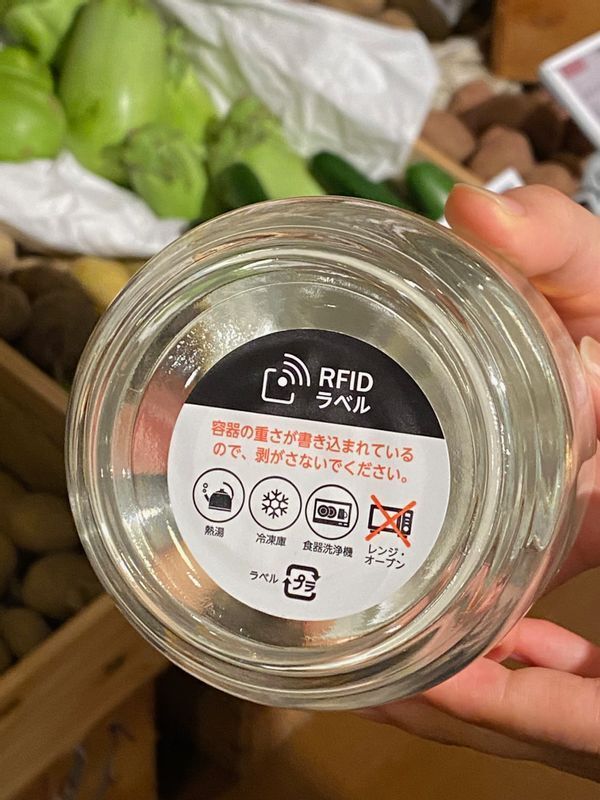 RFID
ラベル
容器の重さが書き込まれている
ので、剥がさないでください。
熱湯
冷凍庫
食器洗浄機
レンジ・
オーブン
ラベル
プラ